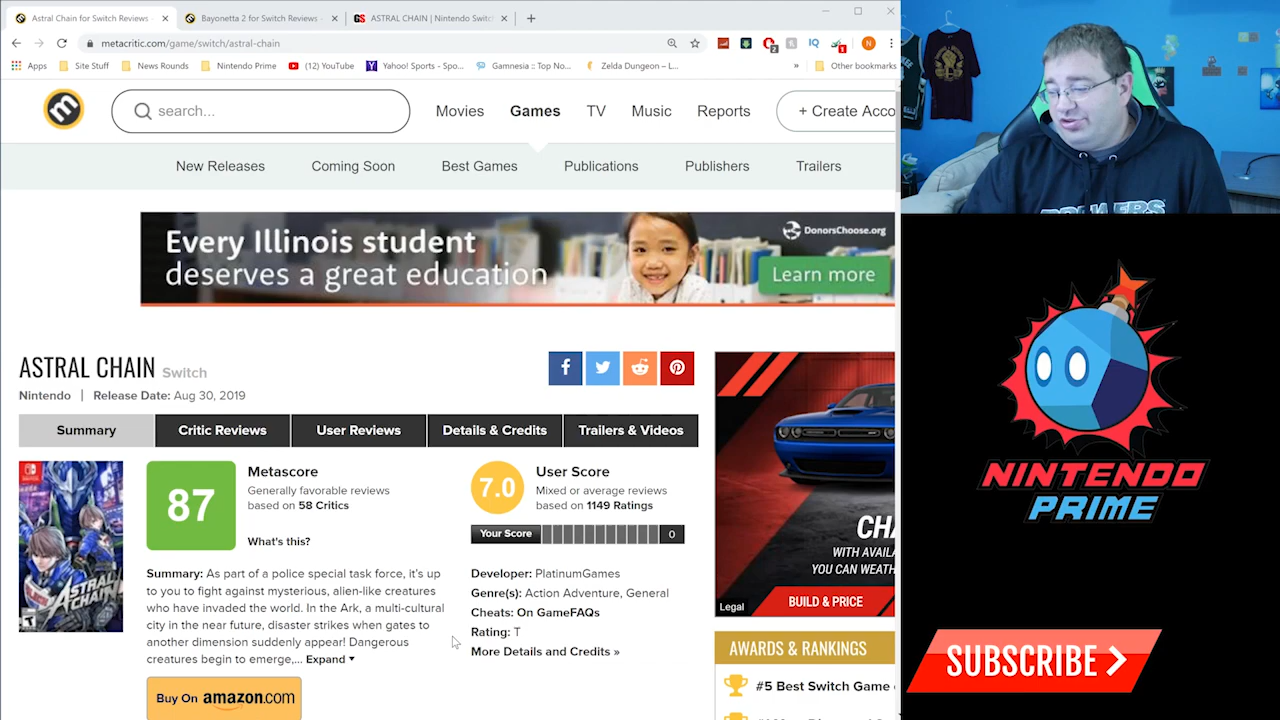 Astral Chain for Switch Reviews -
Bayonetta 2 for Switch Reviews -
ASTRAL CHAIN | Nintendo Switc
metacritic.com/game/switch/astral-chain
Apps
Site Stuff
News Rounds
Nintendo Prime
(12) YouTube
Yahoo! Sports - Spo...
Gamnesia :: Top No...
Zelda Dungeon – L...
»
Other bookmarks
search...
Movies
Games
TV
Music
Reports
+ Create Acco
New Releases
Coming Soon
Best Games
Publications
Publishers
Trailers
Every Illinois student
deserves a great education
DonorsChoose.org
Learn more
ASTRAL CHAIN Switch
Nintendo | Release Date: Aug 30, 2019
Summary
Critic Reviews
User Reviews
Details & Credits
Trailers & Videos
ASTRAL CHAIN
87
Metascore
Generally favorable reviews
based on 58 Critics
What's this?
7.0
User Score
Mixed or average reviews
based on 1149 Ratings
Your Score
0
Summary: As part of a police special task force, it's up
to you to fight against mysterious, alien-like creatures
who have invaded the world. In the Ark, a multi-cultural
city in the near future, disaster strikes when gates to
another dimension suddenly appear! Dangerous
creatures begin to emerge,... Expand
Buy On amazon.com
Developer: PlatinumGames
Genre(s): Action Adventure, General
Cheats: On GameFAQs
Rating: T
More Details and Credits »
CH
WITH AVAILA
YOU CAN WEATH
Legal
BUILD & PRICE
AWARDS & RANKINGS
#5 Best Switch Game
NINTENDO
PRIME
SUBSCRIBE